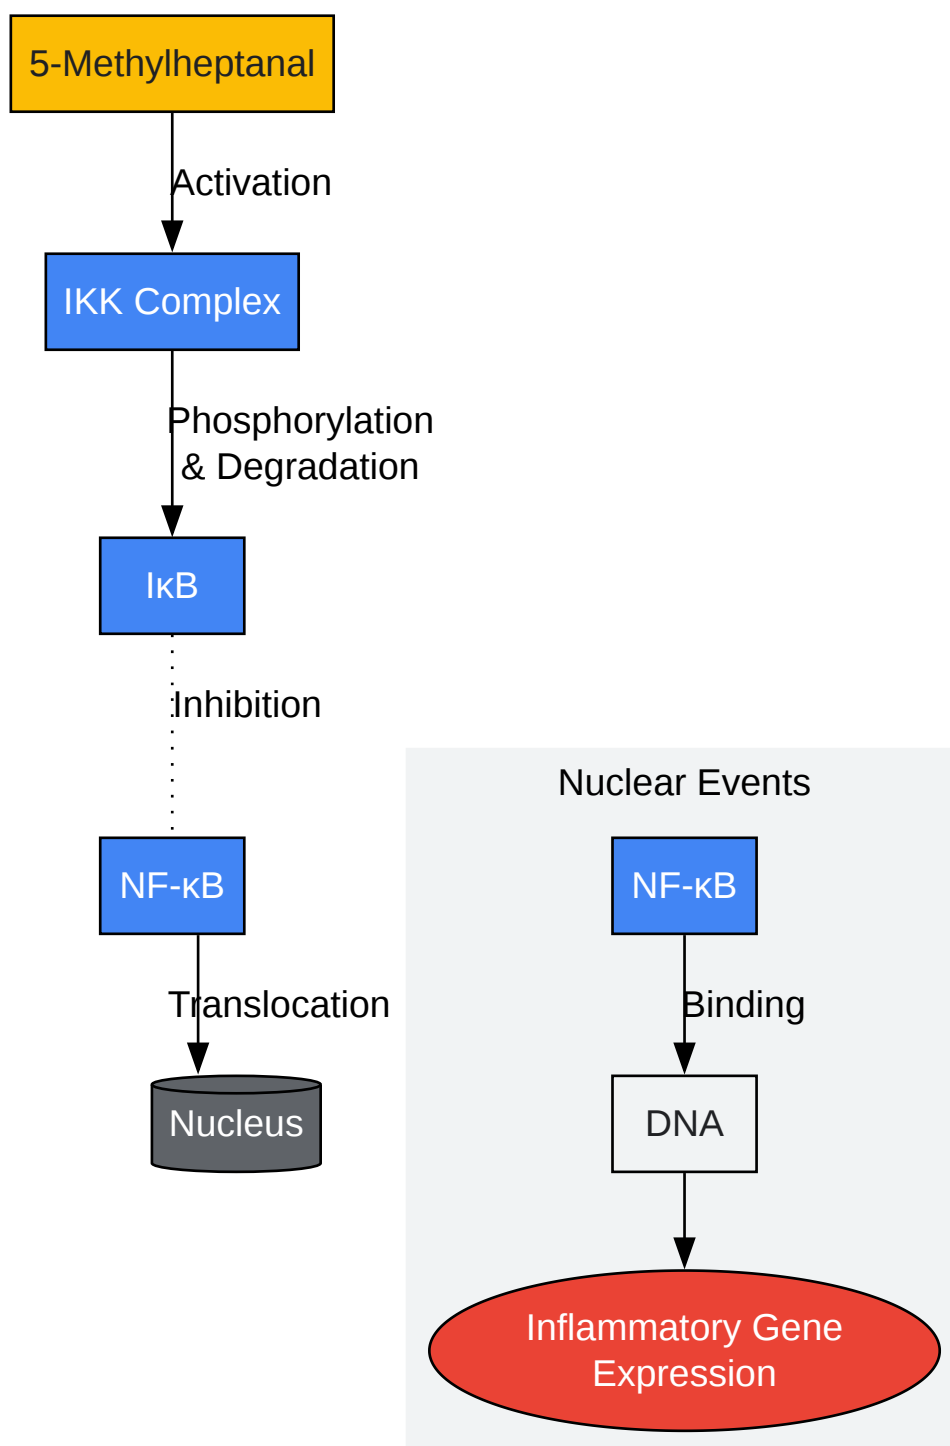 5-Methylheptanal
Activation
IKK Complex
Phosphorylation
& Degradation
IκB
Inhibition
NF-κB
Translocation
Nucleus
Nuclear Events
NF-κB
Binding
DNA
Inflammatory Gene
Expression